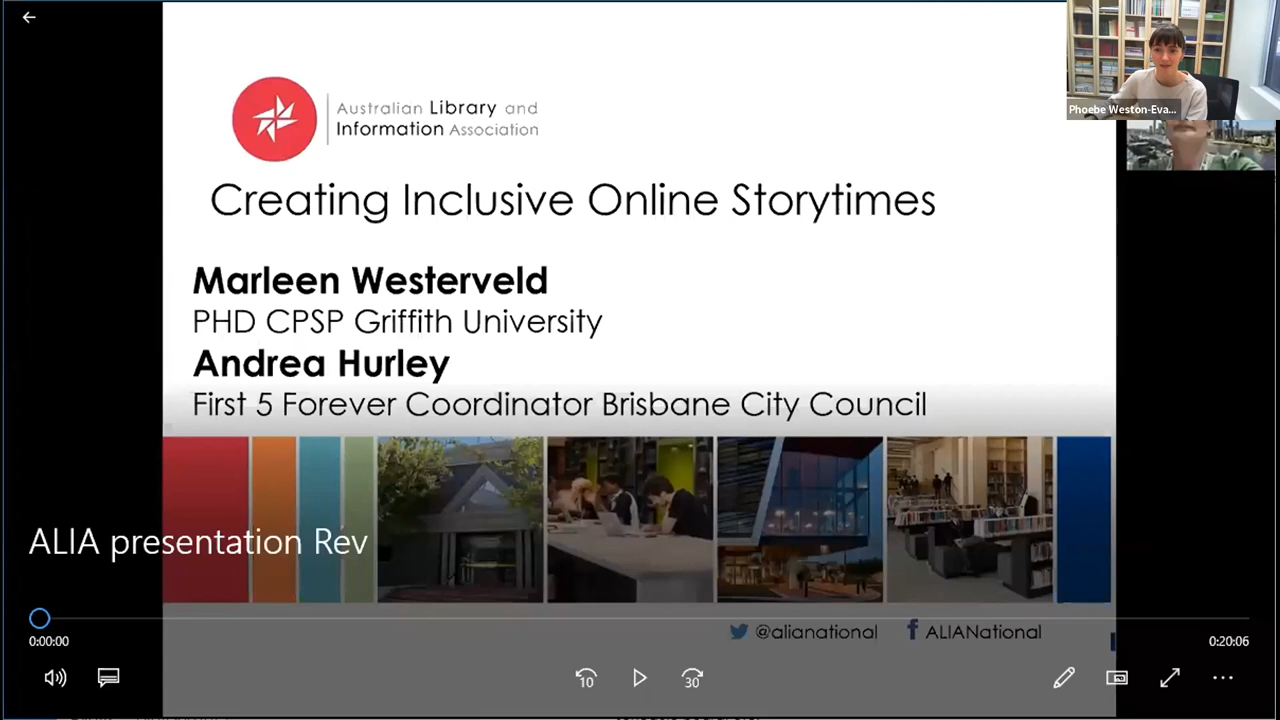 Phoebe Weston-Eva...
Australian Library and
Information Association
Creating Inclusive Online Storytimes
Marleen Westerveld
PHD CPSP Griffith University
Andrea Hurley
First 5 Forever Coordinator Brisbane City Council
ALIA presentation Rev
@alianational
ALIANational
0:00:00
0:20:06
10
30